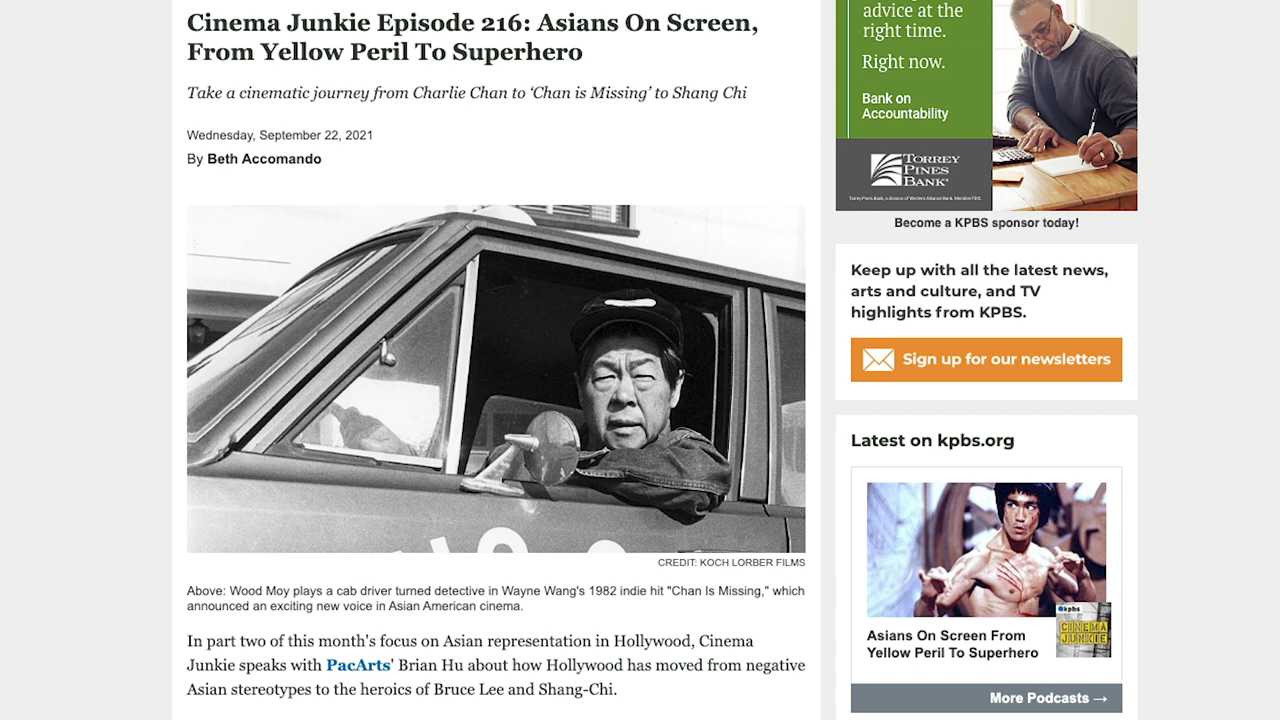 Cinema Junkie Episode 216: Asians On Screen,
From Yellow Peril To Superhero
Take a cinematic journey from Charlie Chan to ‘Chan is Missing’ to Shang Chi
Wednesday, September 22, 2021
By Beth Accomando
CREDIT: KOCH LORBER FILMS
Above: Wood Moy plays a cab driver turned detective in Wayne Wang's 1982 indie hit "Chan Is Missing," which
announced an exciting new voice in Asian American cinema.
In part two of this month’s focus on Asian representation in Hollywood, Cinema
Junkie speaks with PacArts' Brian Hu about how Hollywood has moved from negative
Asian stereotypes to the heroics of Bruce Lee and Shang-Chi.
advice at the
right time.
Right now.
Bank on
Accountability
TORREY
PINES
BANK
Torrey Pines Bank, a division of Western Alliance Bank. Member FDIC.
Become a KPBS sponsor today!
Keep up with all the latest news,
arts and culture, and TV
highlights from KPBS.
Sign up for our newsletters
Latest on kpbs.org
kpbs
CINEMA
JUNKIE
Asians On Screen From
Yellow Peril To Superhero
More Podcasts →